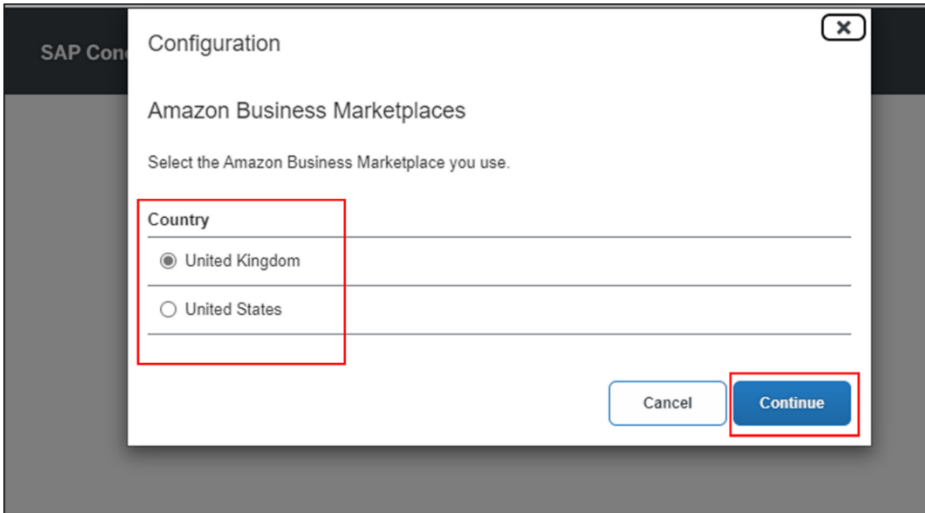 SAP Con
Configuration
Amazon Business Marketplaces
Select the Amazon Business Marketplace you use.
Country
United Kingdom
United States
Cancel
Continue